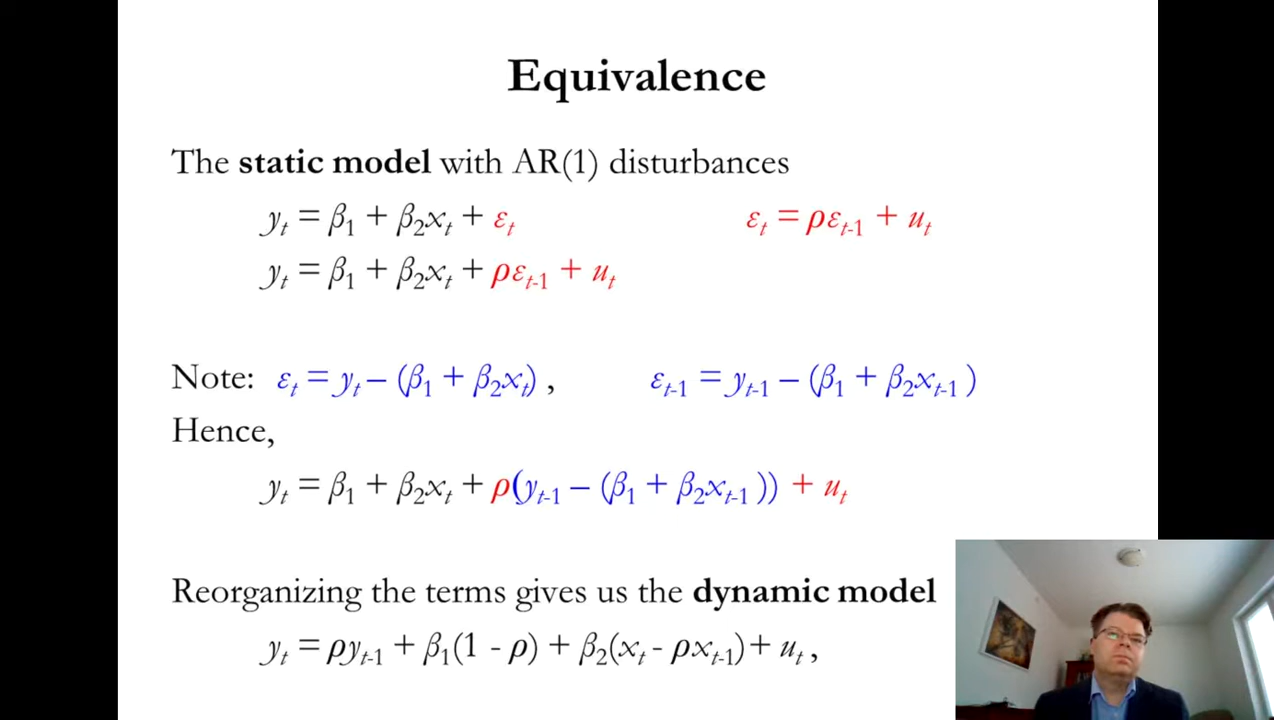 Equivalence
The static model with AR(1) disturbances
yₜ = β₁ + β₂xₜ + εₜ εₜ = ρεₜ₋₁ + uₜ
yₜ = β₁ + β₂xₜ + ρεₜ₋₁ + uₜ
Note: εₜ = yₜ – (β₁ + β₂xₜ) , εₜ₋₁ = yₜ₋₁ – (β₁ + β₂xₜ₋₁ )
Hence,
yₜ = β₁ + β₂xₜ + ρ(yₜ₋₁ – (β₁ + β₂xₜ₋₁ )) + uₜ
Reorganizing the terms gives us the dynamic model
yₜ = ρyₜ₋₁ + β₁(1 - ρ) + β₂(xₜ - ρxₜ₋₁) + uₜ ,